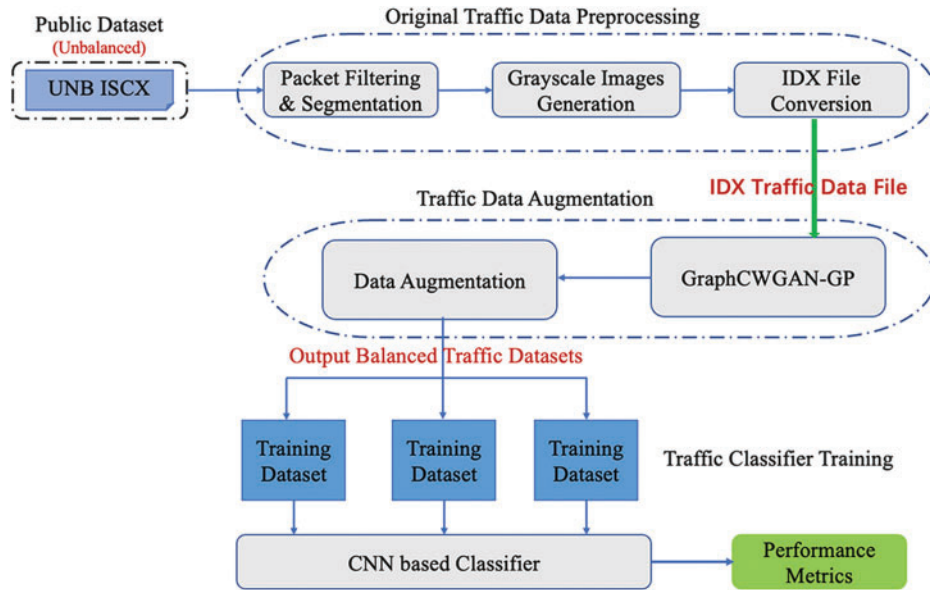 Original Traffic Data Preprocessing
Public Dataset
(Unbalanced)
UNB ISCX
Packet Filtering
& Segmentation
Grayscale Images
Generation
IDX File
Conversion
IDX Traffic Data File
Traffic Data Augmentation
Data Augmentation
GraphCWGAN-GP
Output Balanced Traffic Datasets
Training
Dataset
Training
Dataset
Training
Dataset
Traffic Classifier Training
CNN based Classifier
Performance
Metrics